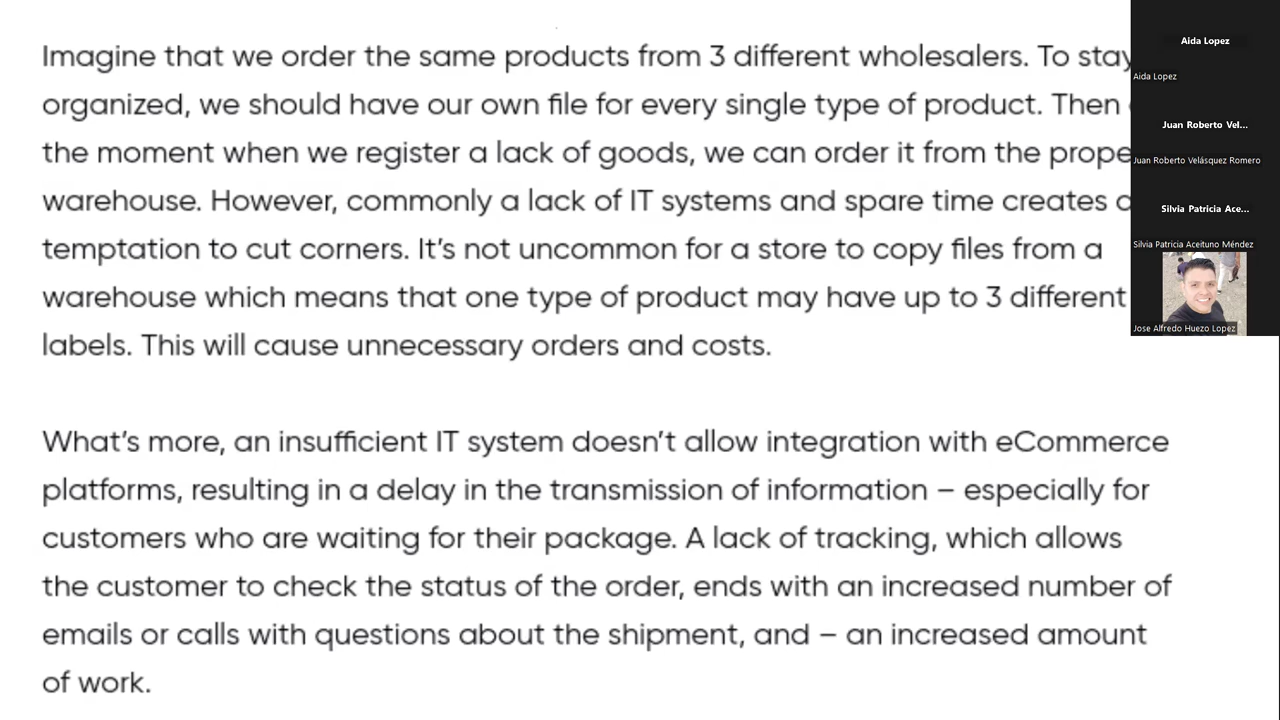 Imagine that we order the same products from 3 different wholesalers. To stay
organized, we should have our own file for every single type of product. Then
the moment when we register a lack of goods, we can order it from the
warehouse. However, commonly a lack of IT systems and spare time creates
temptation to cut corners. It's not uncommon for a store to copy files from a
warehouse which means that one type of product may have up to 3 different
labels. This will cause unnecessary orders and costs.
What's more, an insufficient IT system doesn't allow integration with eCommerce
platforms, resulting in a delay in the transmission of information – especially for
customers who are waiting for their package. A lack of tracking, which allows
the customer to check the status of the order, ends with an increased number of
emails or calls with questions about the shipment, and – an increased amount
of work.
Aida Lopez
Aida Lopez
Juan Roberto Vel...
Juan Roberto Velásquez Romero
Silvia Patricia Ace...
Silvia Patricia Aceituno Méndez
Jose Alfredo Huezo Lopez